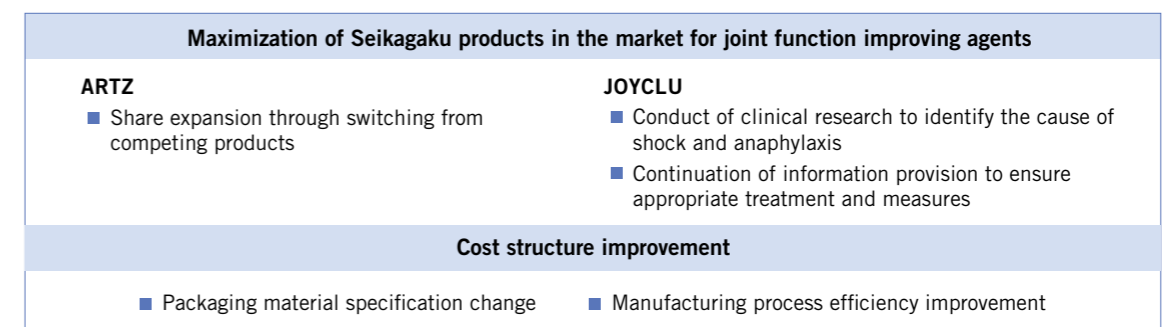 Maximization of Seikagaku products in the market for joint function improving agents
ARTZ
■ Share expansion through switching from
competing products
JOYCLU
■ Conduct of clinical research to identify the cause of
shock and anaphylaxis
■ Continuation of information provision to ensure
appropriate treatment and measures
Cost structure improvement
■ Packaging material specification change
■ Manufacturing process efficiency improvement